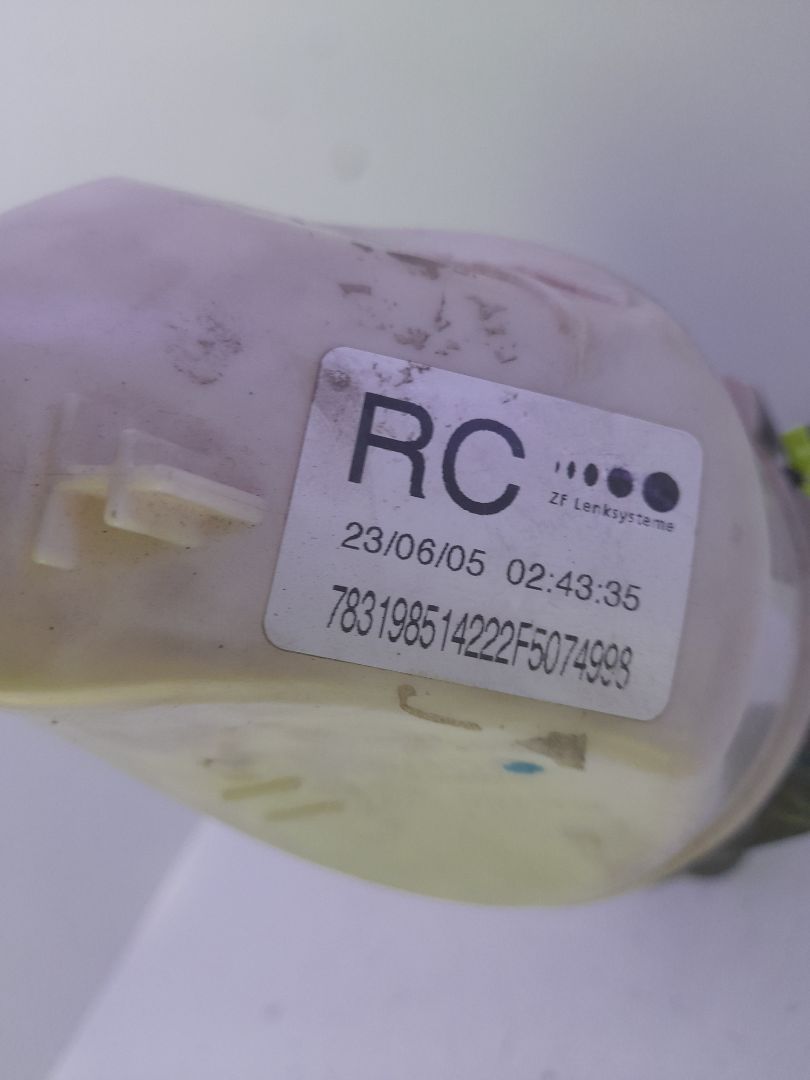 RC
ZF Lenksysteme
23/06/05 02:43:35
783198514222F5074998